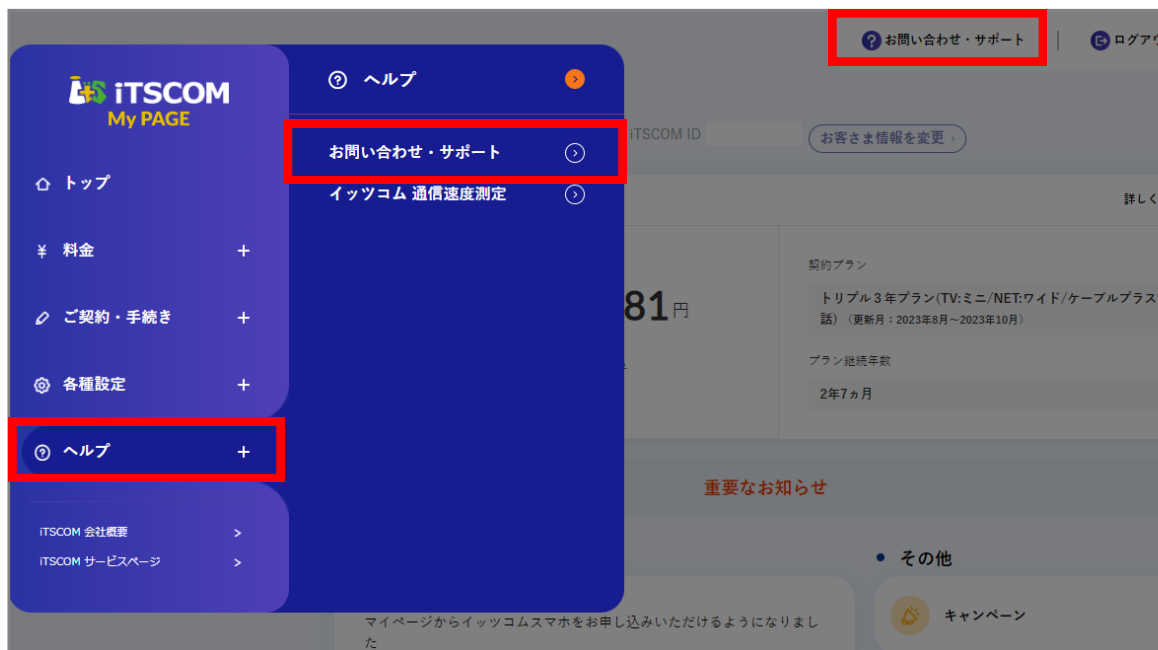 お問い合わせ・サポート
ログア
iTSCOM
My PAGE
トップ
料金
ご契約・手続き
各種設定
ヘルプ
iTSCOM 会社概要
iTSCOM サービスページ
ヘルプ
お問い合わせ・サポート
イッツコム 通信速度測定
iTSCOM ID
お客さま情報を変更
詳しく
81円
契約プラン
トリプル3年プラン(TV:ミニ/NET:ワイド/ケーブルプラス
話)（更新月：2023年8月～2023年10月）
プラン継続年数
2年7ヵ月
重要なお知らせ
マイページからイッツコムスマホをお申し込みいただけるようになりまし
た
その他
キャンペーン